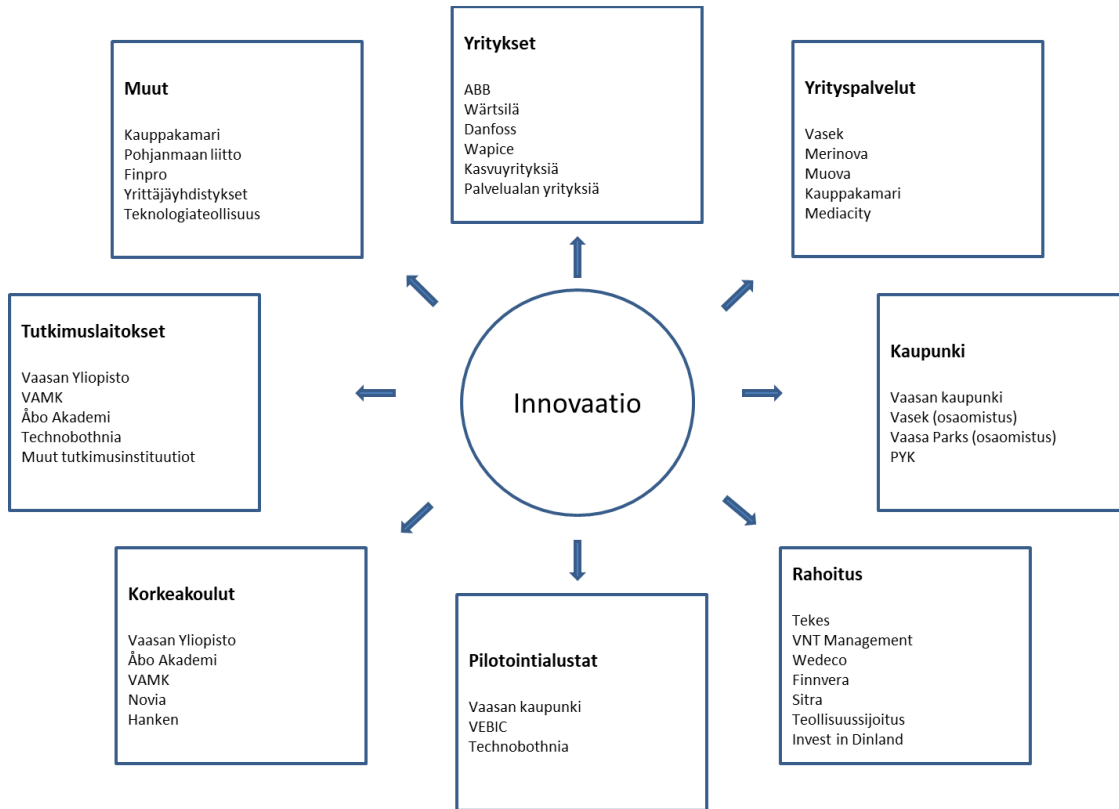 Muut
Kauppakamari
Pohjanmaan liitto
Finpro
Yrittäjäyhdistykset
Teknologiateollisuus
Yritykset
ABB
Wärtsilä
Danfoss
Wapice
Kasvuyrityksiä
Palvelualan yrityksiä
Yrityspalvelut
Vasek
Merinova
Muova
Kauppakamari
Mediacity
Tutkimuslaitokset
Vaasan Yliopisto
VAMK
Åbo Akademi
Technobothnia
Muut tutkimusinstituutiot
Innovaatio
Kaupunki
Vaasan kaupunki
Vasek (osaomistus)
Vaasa Parks (osaomistus)
PYK
Korkeakoulut
Vaasan Yliopisto
Åbo Akademi
VAMK
Novia
Hanken
Pilotointialustat
Vaasan kaupunki
VEBIC
Technobothnia
Rahoitus
Tekes
VNT Management
Wedeco
Finnvera
Sitra
Teollisuussijoitus
Invest in Dinland